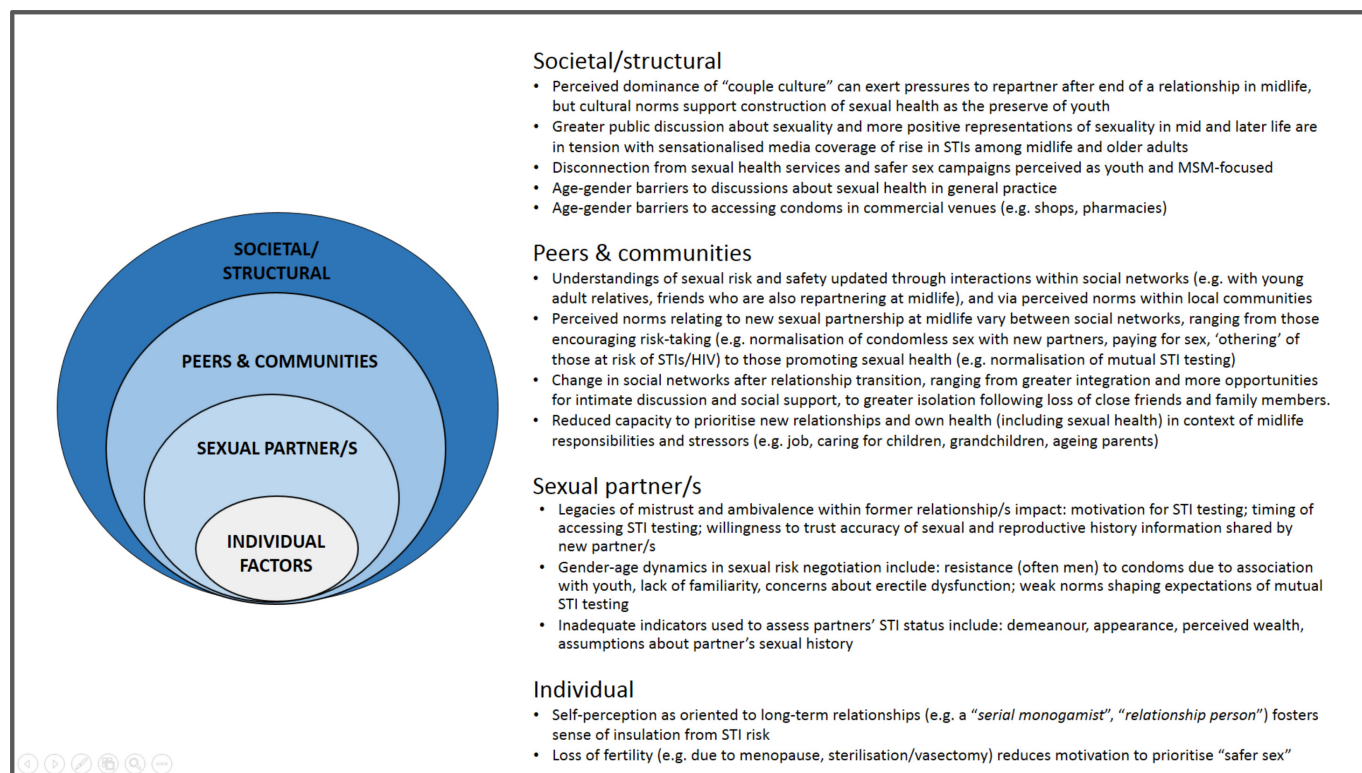 SOCIETAL/
STRUCTURAL
PEERS & COMMUNITIES
SEXUAL PARTNER/S
INDIVIDUAL
FACTORS
Societal/structural
• Perceived dominance of “couple culture” can exert pressures to repartner after end of a relationship in midlife,
but cultural norms support construction of sexual health as the preserve of youth
• Greater public discussion about sexuality and more positive representations of sexuality in mid and later life are
in tension with sensationalised media coverage of rise in STIs among midlife and older adults
• Disconnection from sexual health services and safer sex campaigns perceived as youth and MSM-focused
• Age-gender barriers to discussions about sexual health in general practice
• Age-gender barriers to accessing condoms in commercial venues (e.g. shops, pharmacies)
Peers & communities
• Understandings of sexual risk and safety updated through interactions within social networks (e.g. with young
adult relatives, friends who are also repartnering at midlife), and via perceived norms within local communities
• Perceived norms relating to new sexual partnership at midlife vary between social networks, ranging from those
encouraging risk-taking (e.g. normalisation of condomless sex with new partners, paying for sex, ‘othering’ of
those at risk of STIs/HIV) to those promoting sexual health (e.g. normalisation of mutual STI testing)
• Change in social networks after relationship transition, ranging from greater integration and more opportunities
for intimate discussion and social support, to greater isolation following loss of close friends and family members.
• Reduced capacity to prioritise new relationships and own health (including sexual health) in context of midlife
responsibilities and stressors (e.g. job, caring for children, grandchildren, ageing parents)
Sexual partner/s
• Legacies of mistrust and ambivalence within former relationship/s impact: motivation for STI testing; timing of
accessing STI testing; willingness to trust accuracy of sexual and reproductive history information shared by
new partner/s
• Gender-age dynamics in sexual risk negotiation include: resistance (often men) to condoms due to association
with youth, lack of familiarity, concerns about erectile dysfunction; weak norms shaping expectations of mutual
STI testing
• Inadequate indicators used to assess partners’ STI status include: demeanour, appearance, perceived wealth,
assumptions about partner’s sexual history
Individual
• Self-perception as oriented to long-term relationships (e.g. a “serial monogamist”, “relationship person”) fosters
sense of insulation from STI risk
• Loss of fertility (e.g. due to menopause, sterilisation/vasectomy) reduces motivation to prioritise “safer sex”